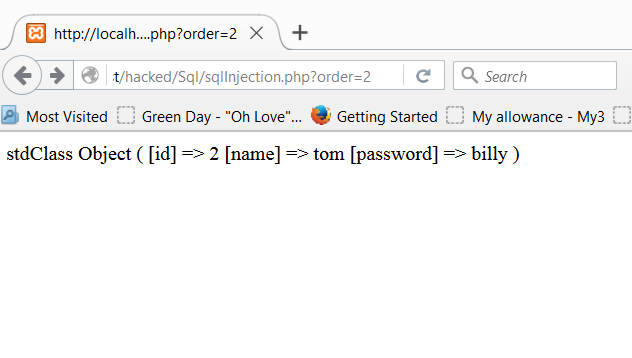 http://localh....php?order=2
t/hacked/Sql/sqlInjection.php?order=2 Search
Most Visited Green Day - "Oh Love"... Getting Started My allowance - My3
stdClass Object ( [id] => 2 [name] => tom [password] => billy )